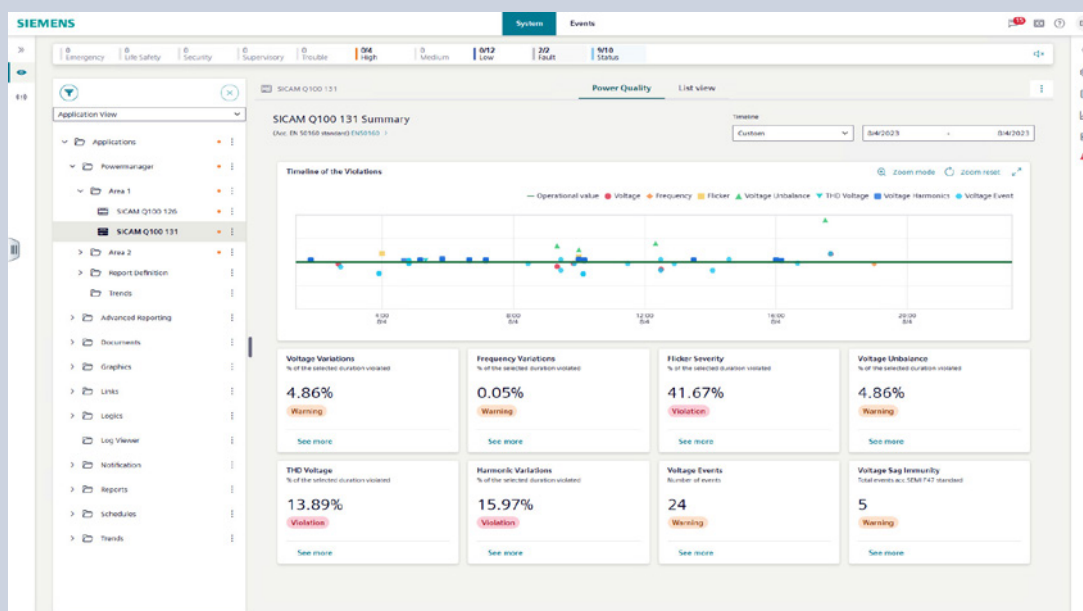 SIEMENS
System Events
15
0 Emergency
0 Life Safety
0 Security
0 Supervisory
0 Trouble
0/4 High
0 Medium
0/12 Low
2/2 Fault
9/10 Status
Application View
Applications
Powermanager
Area 1
SICAM Q100 126
SICAM Q100 131
Area 2
Report Definition
Trends
Advanced Reporting
Documents
Graphics
Links
Logics
Log Viewer
Notification
Reports
Schedules
Trends
SICAM Q100 131
Power Quality List view
SICAM Q100 131 Summary
(Acc. EN 50160 standard) EN50160 >
Timeline
Custom
8/4/2023 - 8/4/2023
Timeline of the Violations
Zoom mode Zoom reset
Operational value Voltage Frequency Flicker Voltage Unbalance THD Voltage Voltage Harmonics Voltage Event
4:00 8:00 12:00 16:00 20:00
8/4 8/4 8/4 8/4 8/4
Voltage Variations
% of the selected duration violated
4.86%
Warning
See more
Frequency Variations
% of the selected duration violated
0.05%
Warning
See more
Flicker Severity
% of the selected duration violated
41.67%
Violation
See more
Voltage Unbalance
% of the selected duration violated
4.86%
Warning
See more
THD Voltage
% of the selected duration violated
13.89%
Violation
See more
Harmonic Variations
% of the selected duration violated
15.97%
Violation
See more
Voltage Events
Number of events
24
Warning
See more
Voltage Sag Immunity
Total events acc.SEMI F47 standard
5
Warning
See more